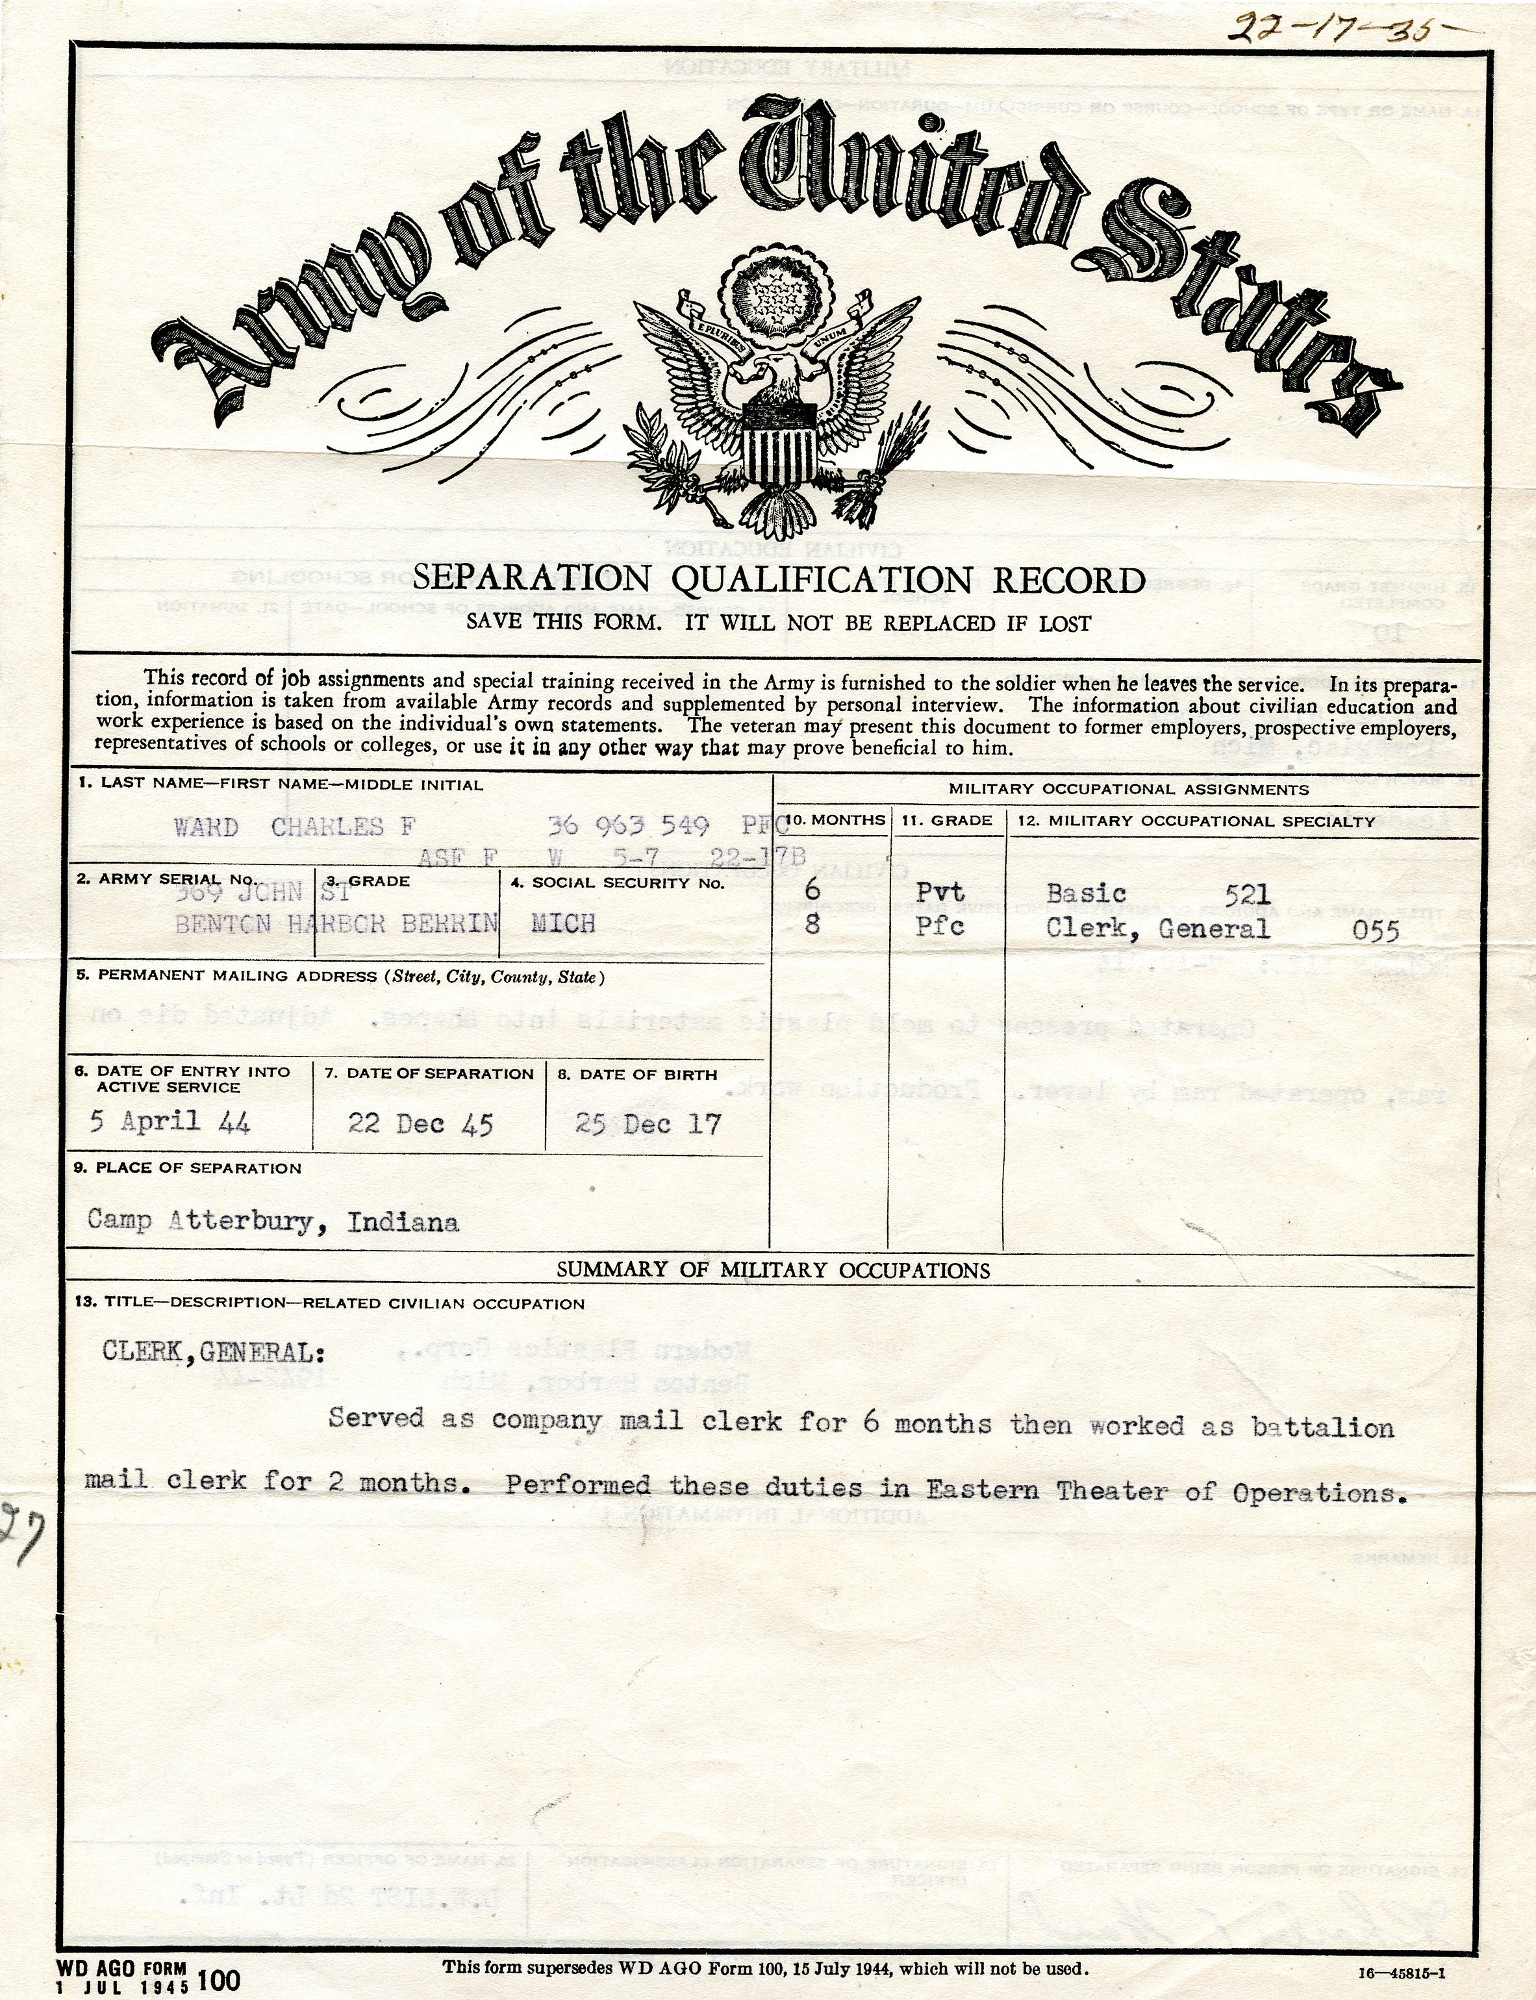 22-17-35-
Army of the United States
E PLURIBUS UNUM
SEPARATION QUALIFICATION RECORD
SAVE THIS FORM. IT WILL NOT BE REPLACED IF LOST
This record of job assignments and special training received in the Army is furnished to the soldier when he leaves the service. In its prepara-
tion, information is taken from available Army records and supplemented by personal interview. The information about civilian education and
work experience is based on the individual's own statements. The veteran may present this document to former employers, prospective employers,
representatives of schools or colleges, or use it in any other way that may prove beneficial to him.
1. LAST NAME—FIRST NAME—MIDDLE INITIAL
WARD CHARLES F 36 963 549 PFC
ASF F W 5-7 22-17B
2. ARMY SERIAL No. 3. GRADE 4. SOCIAL SECURITY No.
369 JOHN ST
BENTON HARBOR BERRIN MICH
5. PERMANENT MAILING ADDRESS (Street, City, County, State)
6. DATE OF ENTRY INTO ACTIVE SERVICE 7. DATE OF SEPARATION 8. DATE OF BIRTH
5 April 44 22 Dec 45 25 Dec 17
9. PLACE OF SEPARATION
Camp Atterbury, Indiana
MILITARY OCCUPATIONAL ASSIGNMENTS
10. MONTHS 11. GRADE 12. MILITARY OCCUPATIONAL SPECIALTY
6 Pvt Basic 521
8 Pfc Clerk, General 055
SUMMARY OF MILITARY OCCUPATIONS
13. TITLE—DESCRIPTION—RELATED CIVILIAN OCCUPATION
CLERK,GENERAL:
Served as company mail clerk for 6 months then worked as battalion
mail clerk for 2 months. Performed these duties in Eastern Theater of Operations.
27
WD AGO FORM 100
1 JUL 1945
This form supersedes WD AGO Form 100, 15 July 1944, which will not be used.
16—45815-1